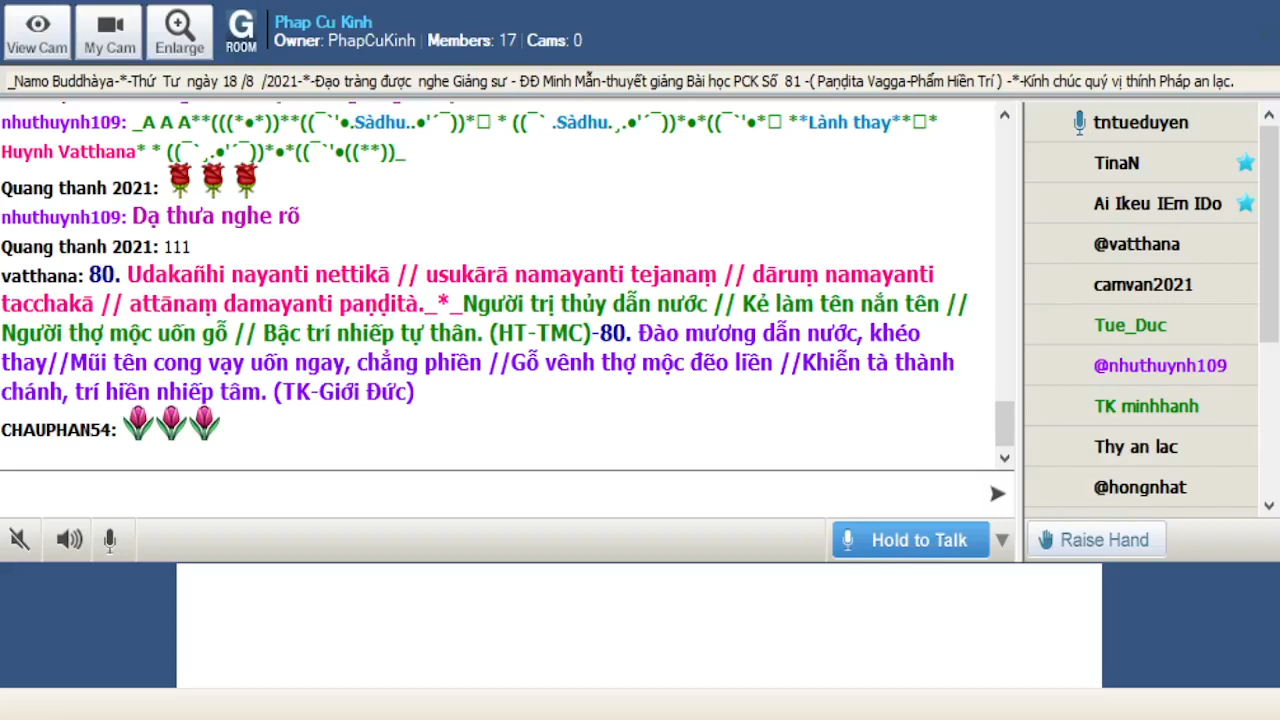 Phap Cu Kinh
View Cam
My Cam
Enlarge
G ROOM
Owner: PhapCuKinh | Members: 17 | Cams: 0
_Namo Buddhàya-*-Thứ Tư ngày 18 /8 /2021-*-Đạo tràng được nghe Giảng sư - ĐĐ Minh Mẫn-thuyết giảng Bài học PCK Số 81 -( Paṇḍita Vagga-Phẩm Hiền Trí ) -*-Kính chúc quý vị thính Pháp an lạc.
nhuthuynh109: _A A A**(((*•*))**((¯`'•.Sàdhu..•'´¯))*□ * ((¯` .Sàdhu.¸.•'´¯))*•*((¯`'•*□ **Lành thay**□*
Huynh Vatthana* * ((¯`¸.•'´¯))*•*((¯`'•((**))_
Quang thanh 2021:
nhuthuynh109: Dạ thưa nghe rõ
Quang thanh 2021: 111
vatthana: 80. Udakañhi nayanti nettikā // usukārā namayanti tejanaṃ // dāruṃ namayanti
tacchakā // attānaṃ damayanti paṇḍità._*_Người trị thủy dẫn nước // Kẻ làm tên nắn tên //
Người thợ mộc uốn gỗ // Bậc trí nhiếp tự thân. (HT-TMC)-80. Đào mương dẫn nước, khéo
thay//Mũi tên cong vạy uốn ngay, chẳng phiền //Gỗ vênh thợ mộc đẽo liền //Khiễn tà thành
chánh, trí hiền nhiếp tâm. (TK-Giới Đức)
CHAUPHAN54:
tntueduyen
TinaN
Ai Ikeu IEm IDo
@vatthana
camvan2021
Tue_Duc
@nhuthuynh109
TK minhhanh
Thy an lac
@hongnhat
Hold to Talk
Raise Hand